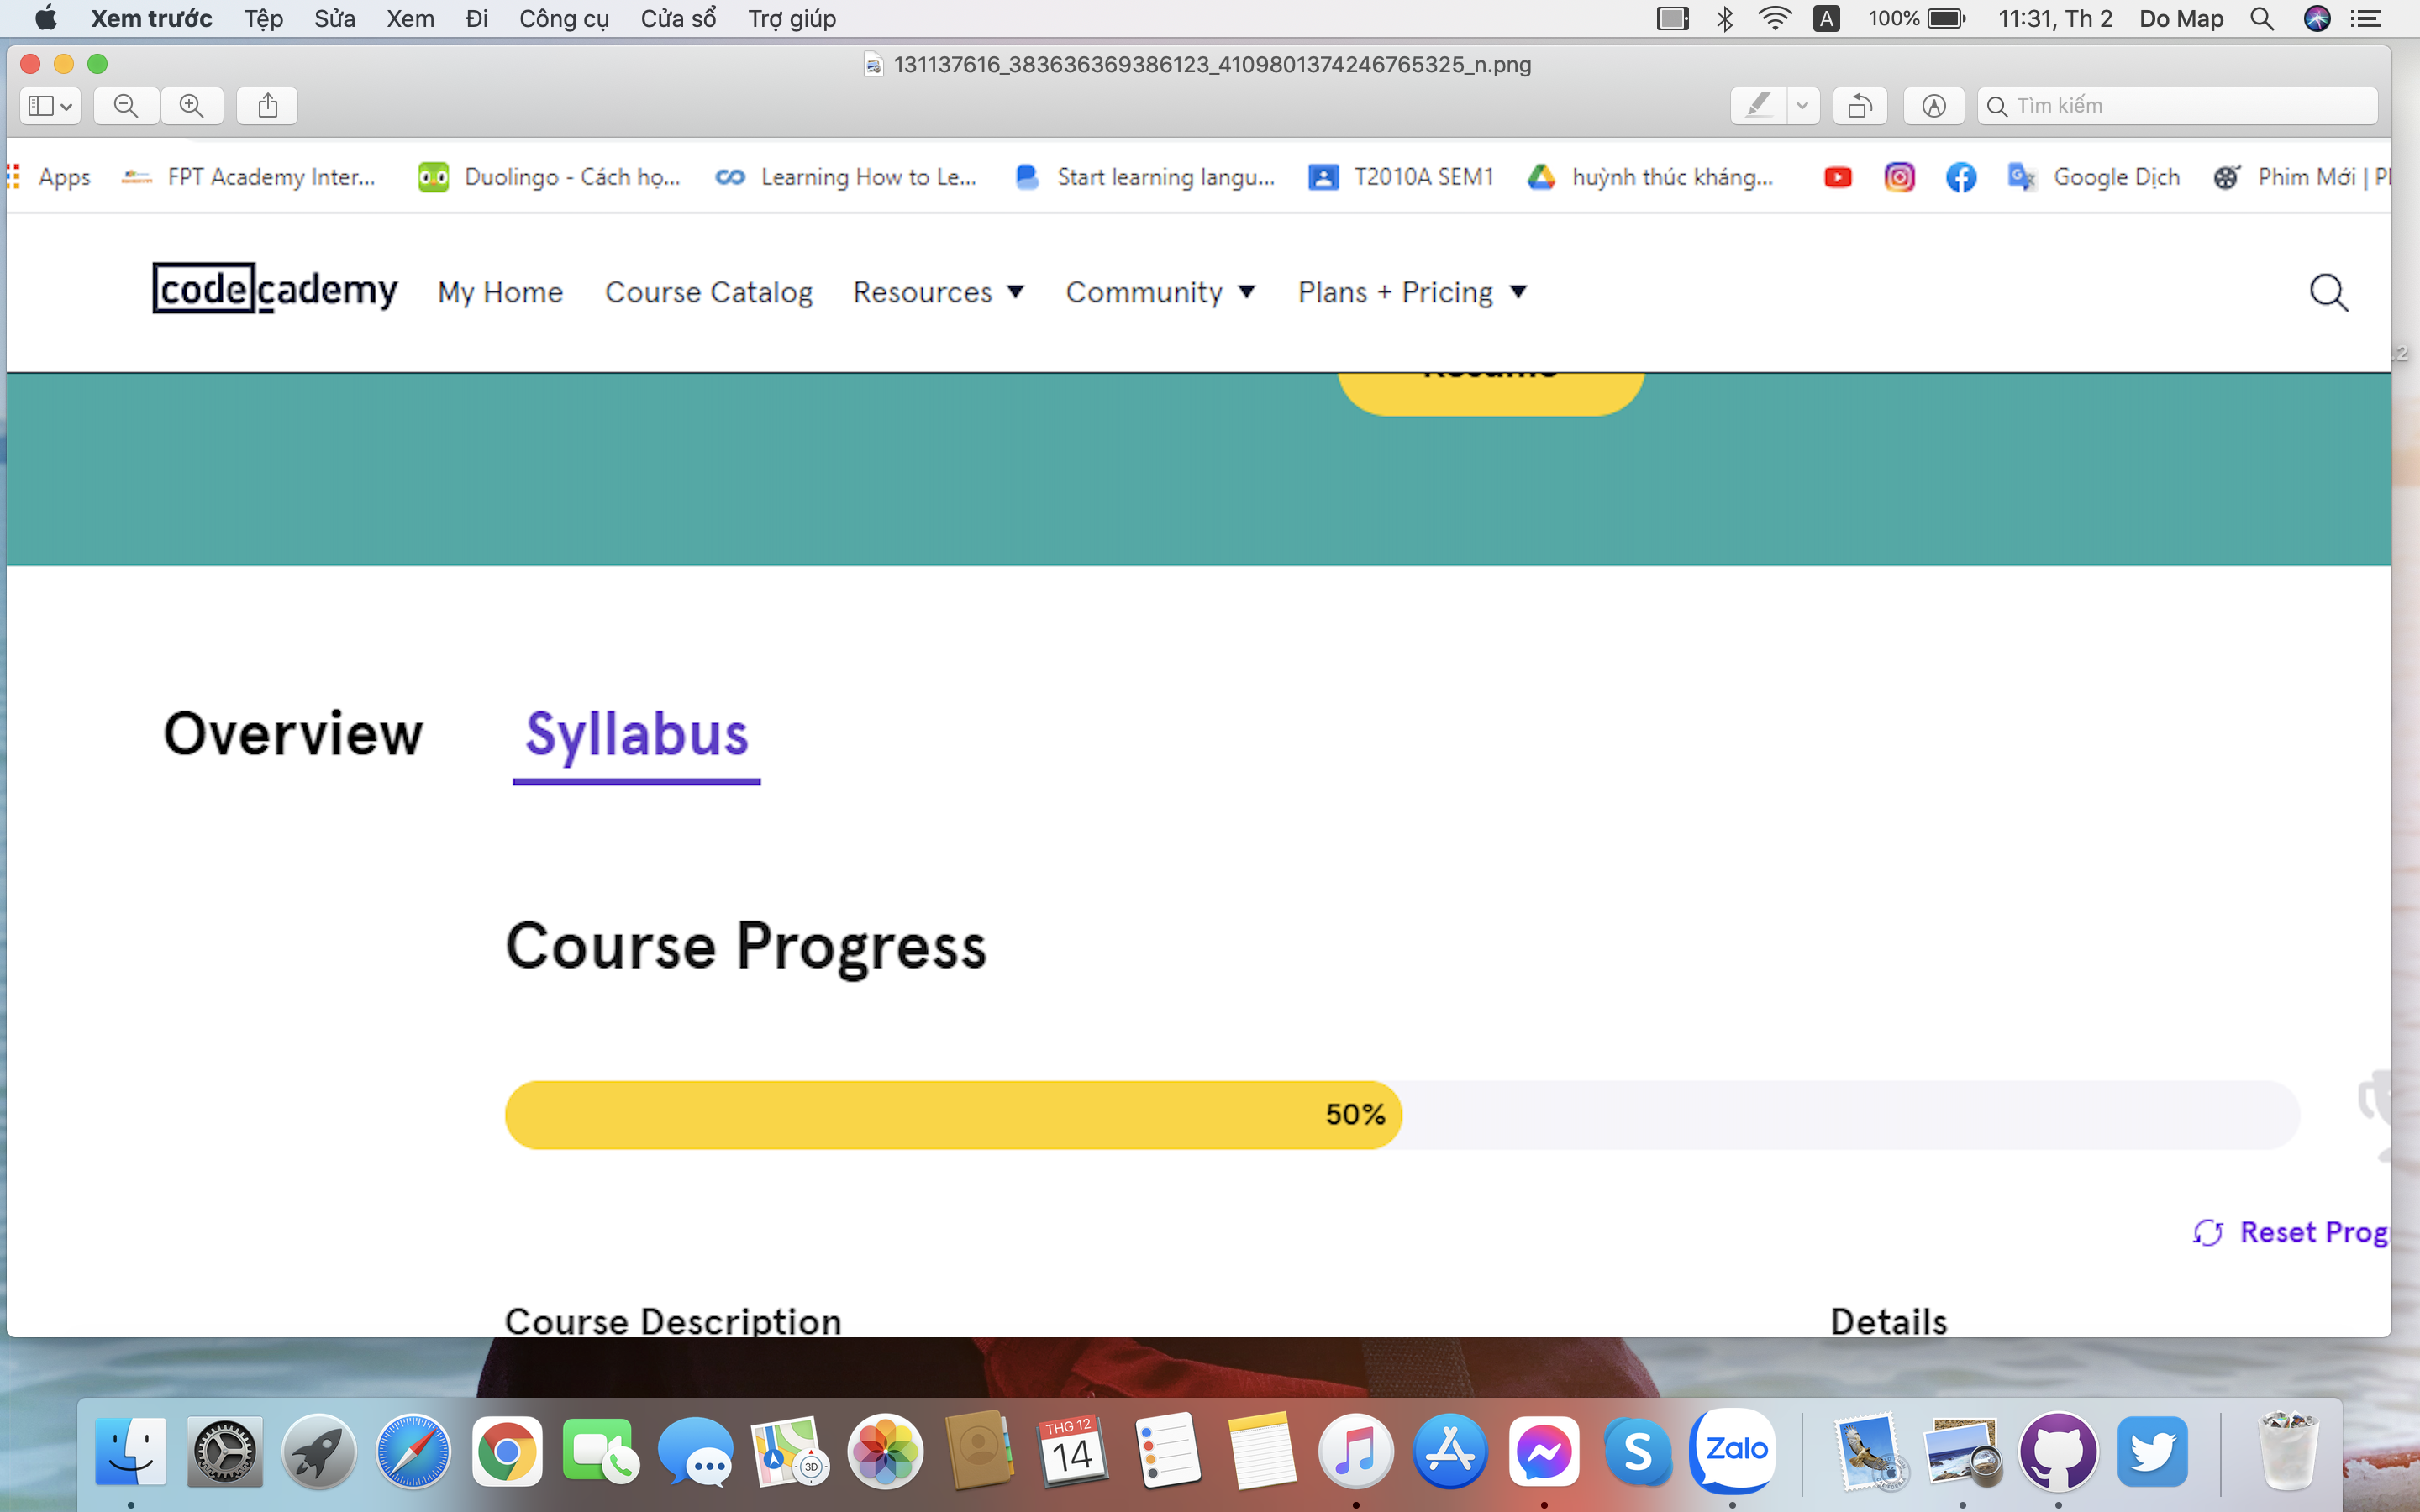 Xem trước Tệp Sửa Xem Đi Công cụ Cửa sổ Trợ giúp A 100% 11:31, Th 2 Do Map
131137616_383636369386123_4109801374246765325_n.png
Tìm kiếm
Apps FPT Academy Inter... Duolingo - Cách họ... Learning How to Le... Start learning langu... T2010A SEM1 huỳnh thúc kháng... Google Dịch Phim Mới | Ph
codecademy My Home Course Catalog Resources Community Plans + Pricing
.2
Overview Syllabus
Course Progress
50%
Reset Prog
Course Description Details
THG 12
14
3D
S
Zalo